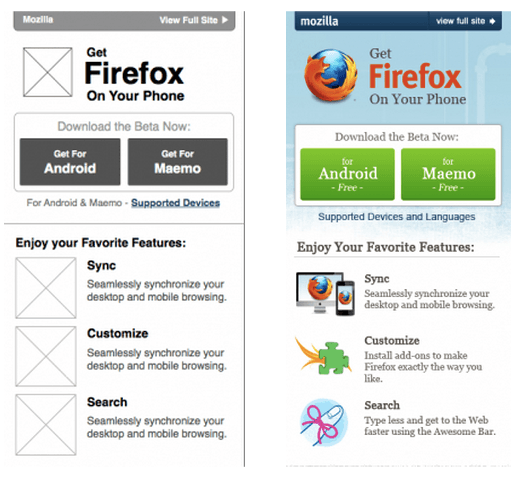 Mozilla
View Full Site ▶
Get
Firefox
On Your Phone
Download the Beta Now:
Get For
Android
Get For
Maemo
For Android & Maemo - Supported Devices
Enjoy your Favorite Features:
Sync
Seamlessly synchronize your
desktop and mobile browsing.
Customize
Seamlessly synchronize your
desktop and mobile browsing.
Search
Seamlessly synchronize your
desktop and mobile browsing.
mozilla
view full site
Get
Firefox
On Your Phone
Download the Beta Now:
for
Android
- Free -
for
Maemo
- Free -
Supported Devices and Languages
Enjoy Your Favorite Features:
Sync
Seamlessly synchronize your
desktop and mobile browsing.
Customize
Install add-ons to make
Firefox exactly the way you
like.
Search
Type less and get to the Web
faster using the Awesome Bar.